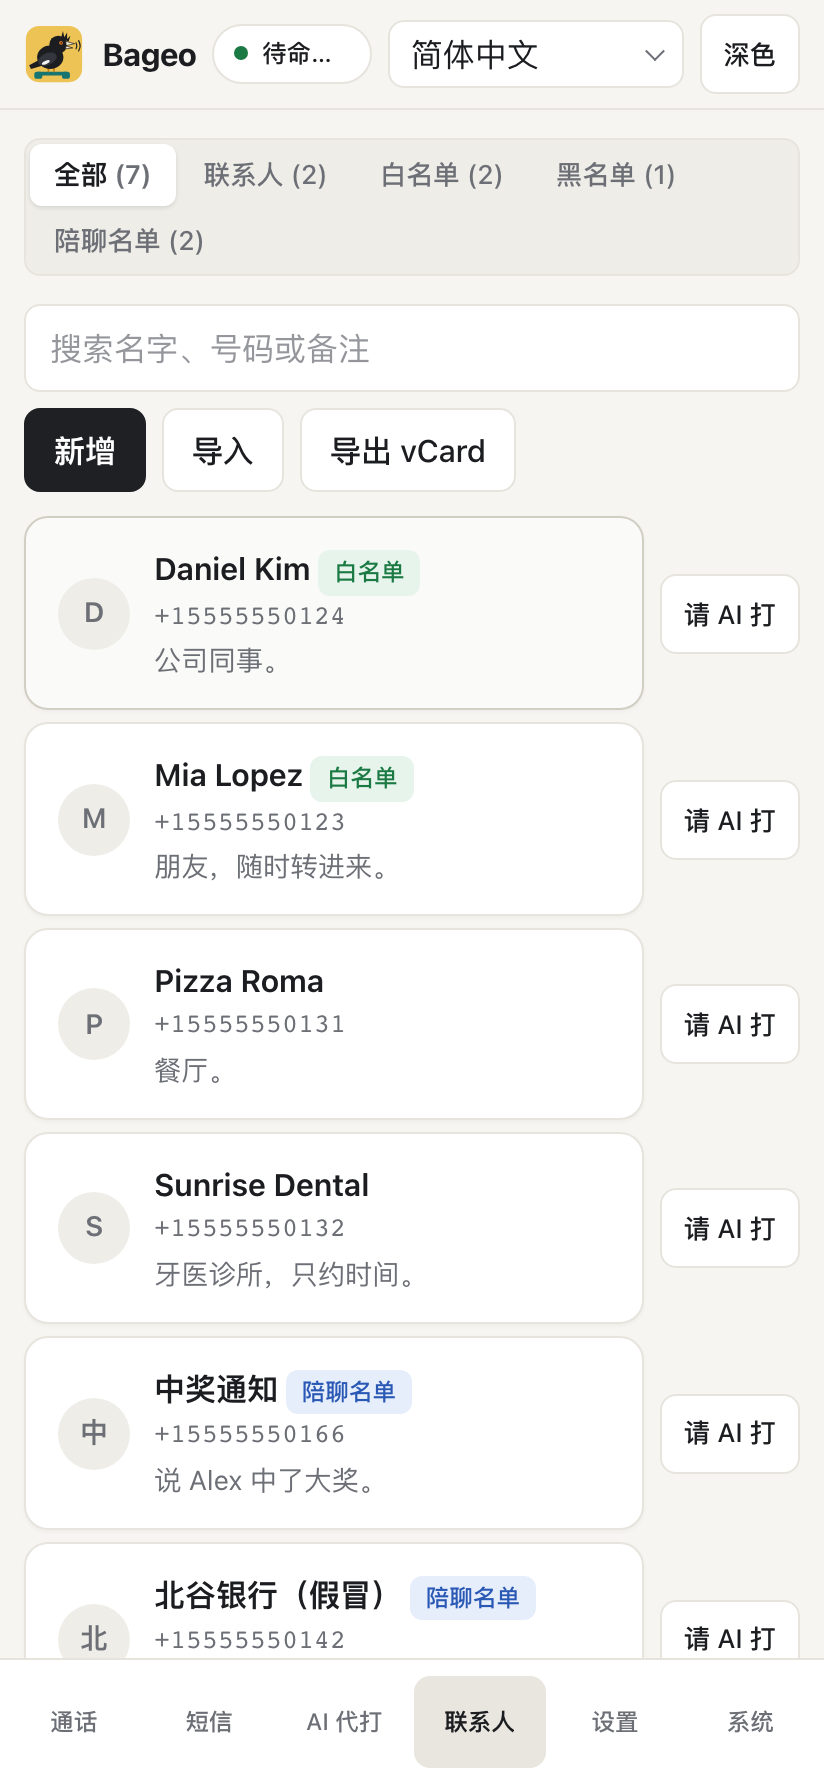 Bageo
待命...
简体中文
深色
全部 (7)
联系人 (2)
白名单 (2)
黑名单 (1)
陪聊名单 (2)
搜索名字、号码或备注
新增
导入
导出 vCard
D
Daniel Kim 白名单
+15555550124
公司同事。
请 AI 打
M
Mia Lopez 白名单
+15555550123
朋友，随时转进来。
请 AI 打
P
Pizza Roma
+15555550131
餐厅。
请 AI 打
S
Sunrise Dental
+15555550132
牙医诊所，只约时间。
请 AI 打
中
中奖通知 陪聊名单
+15555550166
说 Alex 中了大奖。
请 AI 打
北
北谷银行（假冒） 陪聊名单
+15555550142
请 AI 打
通话
短信
AI 代打
联系人
设置
系统